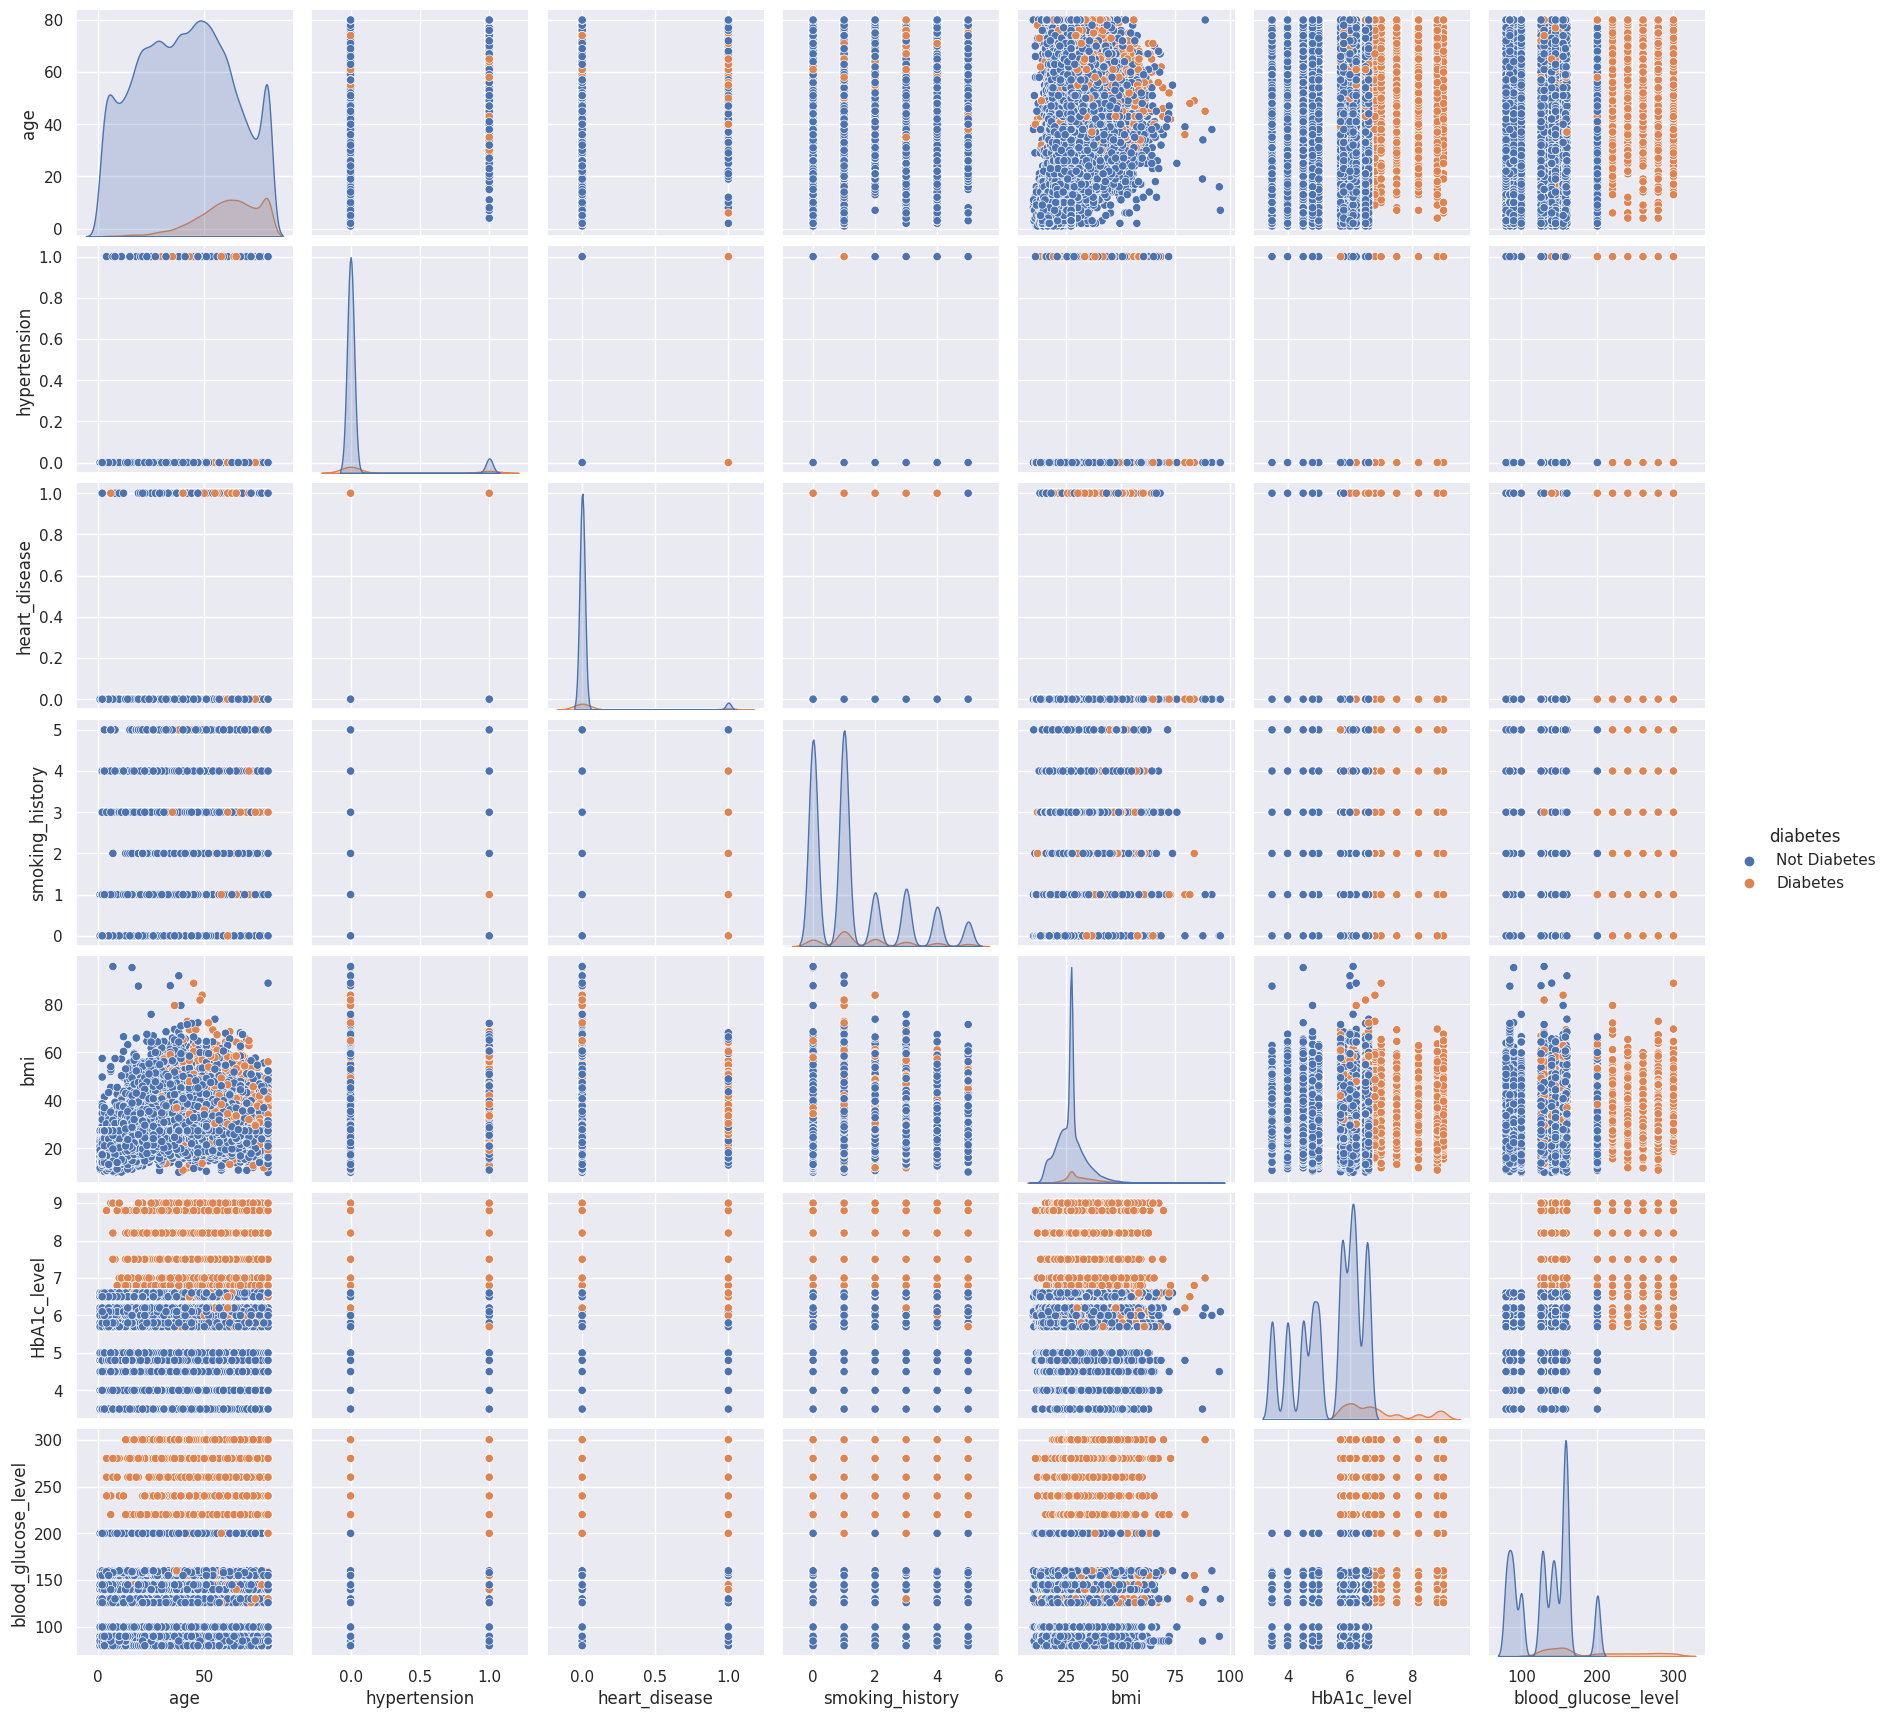 80
60
40
20
0
age
1.0
0.8
0.6
0.4
0.2
0.0
hypertension
1.0
0.8
0.6
0.4
0.2
0.0
heart_disease
5
4
3
2
1
0
smoking_history
diabetes
Not Diabetes
Diabetes
80
60
40
20
bmi
9
8
7
6
5
4
HbA1c_level
300
250
200
150
100
blood_glucose_level
0 50
age
0.0 0.5 1.0
hypertension
0.0 0.5 1.0
heart_disease
0 2 4 6
smoking_history
25 50 75 100
bmi
4 6 8
HbA1c_level
100 200 300
blood_glucose_level